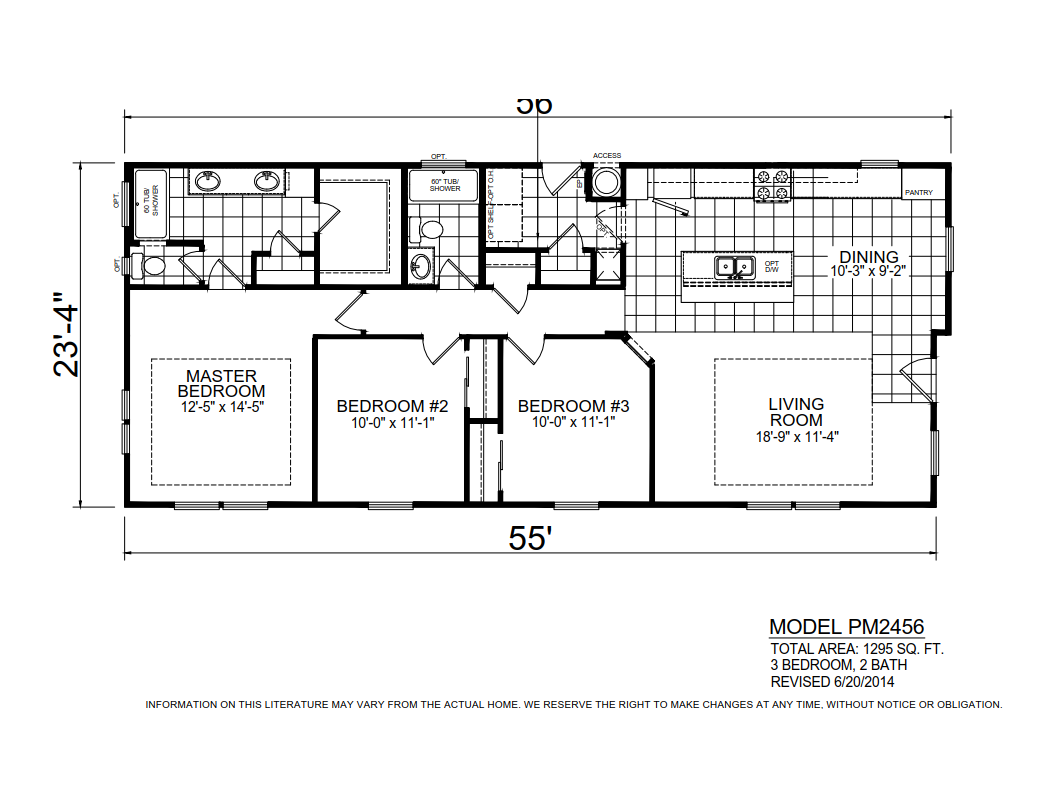 56
OPT.
ACCESS
OPT.
60 TUB/
SHOWER
60" TUB/
SHOWER
OPT SHELF-OPT O.H.
EP
PANTRY
OPT.
OPT.
OPT
D/W
DINING
10'-3" x 9'-2"
23'-4"
MASTER
BEDROOM
12'-5" x 14'-5"
BEDROOM #2
10'-0" x 11'-1"
BEDROOM #3
10'-0" x 11'-1"
LIVING
ROOM
18'-9" x 11'-4"
55'
MODEL PM2456
TOTAL AREA: 1295 SQ. FT.
3 BEDROOM, 2 BATH
REVISED 6/20/2014
INFORMATION ON THIS LITERATURE MAY VARY FROM THE ACTUAL HOME. WE RESERVE THE RIGHT TO MAKE CHANGES AT ANY TIME, WITHOUT NOTICE OR OBLIGATION.